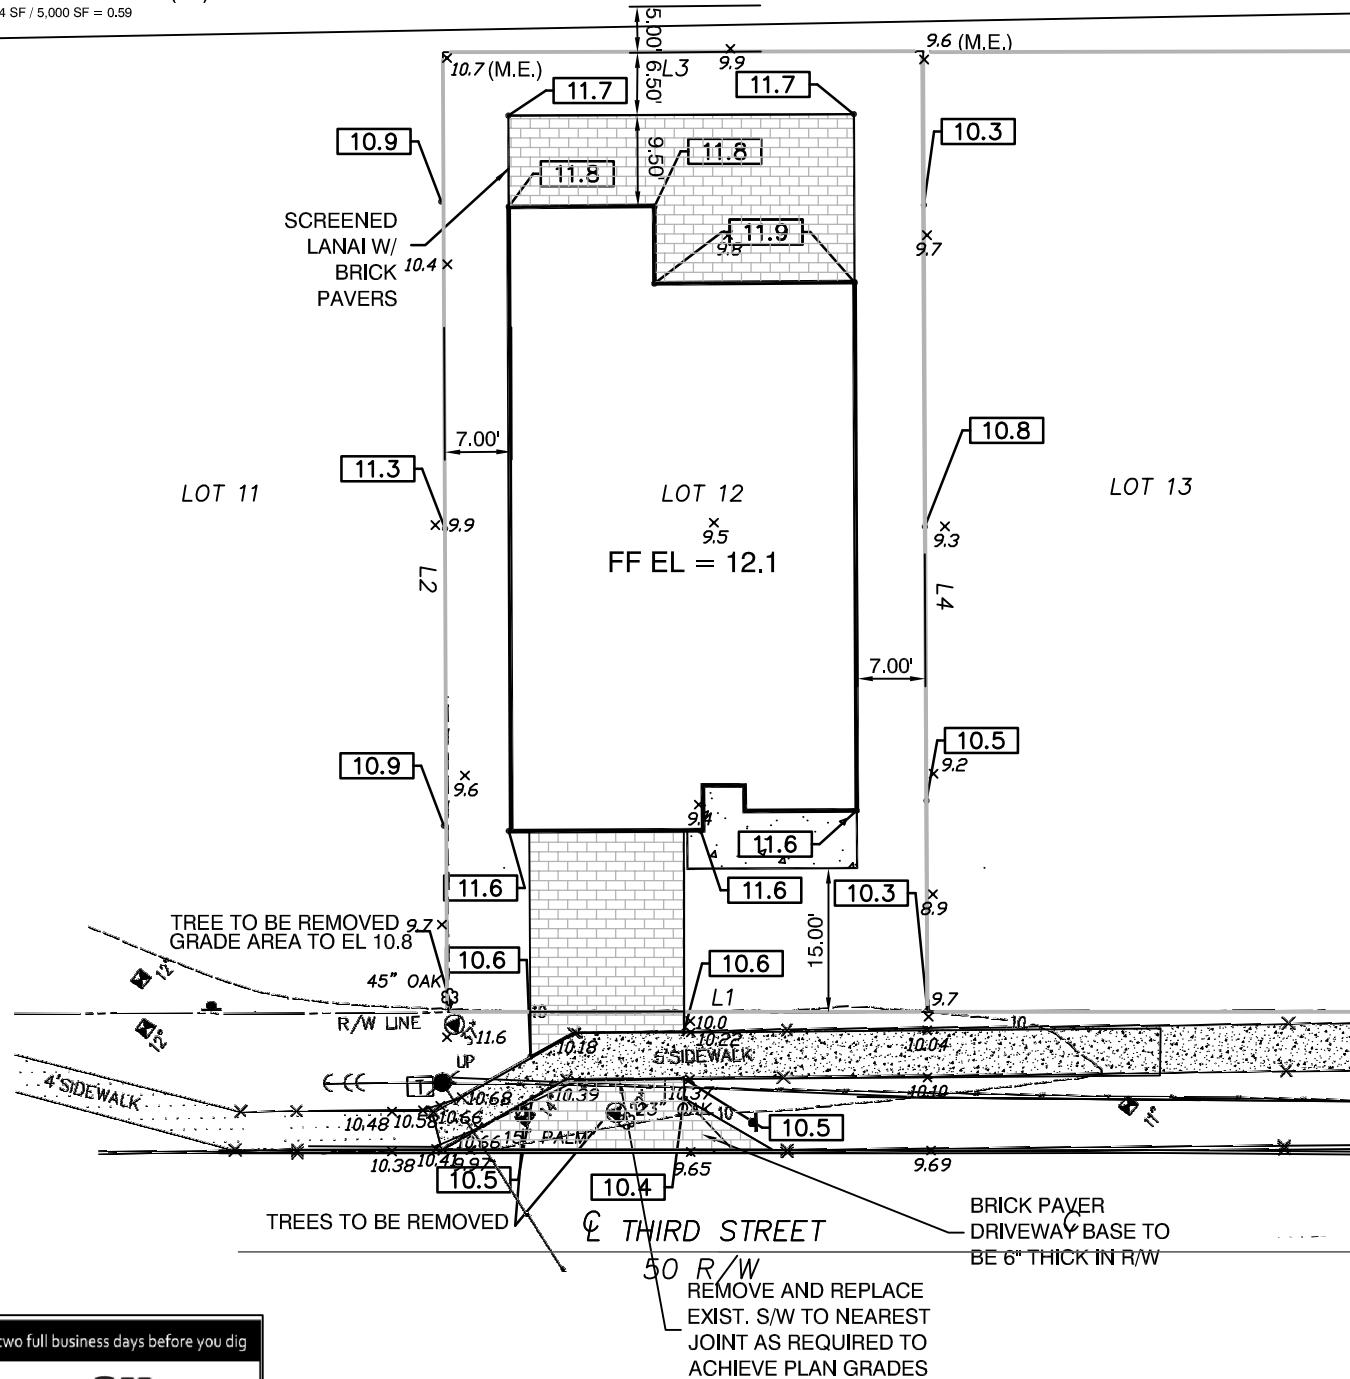 4 SF / 5,000 SF = 0.59
5.00'
9.6 (M.E.)
10.7 (M.E.)
6.50'
L3
9.9
11.7
11.7
10.9
10.3
9.50'
11.8
11.8
SCREENED
LANAI W/
BRICK
PAVERS
10.4
11.9
9.8
9.7
7.00'
10.8
11.3
LOT 11
LOT 12
LOT 13
9.9
9.5
9.3
FF EL = 12.1
L2
L4
7.00'
10.9
10.5
9.2
9.6
9.4
11.6
11.6
11.6
10.3
8.9
TREE TO BE REMOVED
GRADE AREA TO EL 10.8
9.7
15.00'
10.6
10.6
12"
45" OAK
L1
9.7
10
R/W LINE
11.6
10.0
10
12"
10.18
10.22
10.04
5'SIDEWALK
UP
T
4'SIDEWALK
10.68
10.39
10.37
10.10
10.48
10.58
10.66
14"
23"
10
11"
10.66
15' PALM
10.5
10.38
10.41
9.97
9.65
9.69
10.5
10.4
TREES TO BE REMOVED
℄ THIRD STREET
50 R/W
BRICK PAVER
DRIVEWAY BASE TO
BE 6" THICK IN R/W
℄
REMOVE AND REPLACE
EXIST. S/W TO NEAREST
JOINT AS REQUIRED TO
ACHIEVE PLAN GRADES
two full business days before you dig